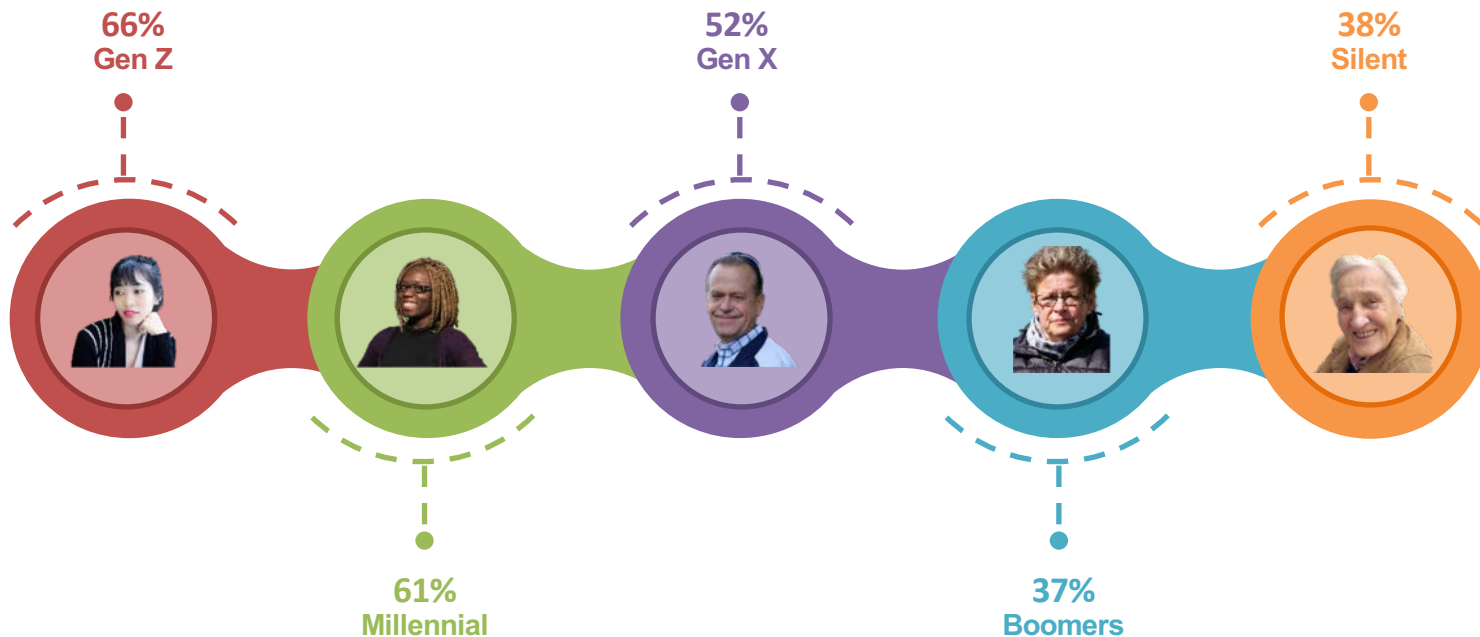 66%
Gen Z
52%
Gen X
38%
Silent
61%
Millennial
37%
Boomers